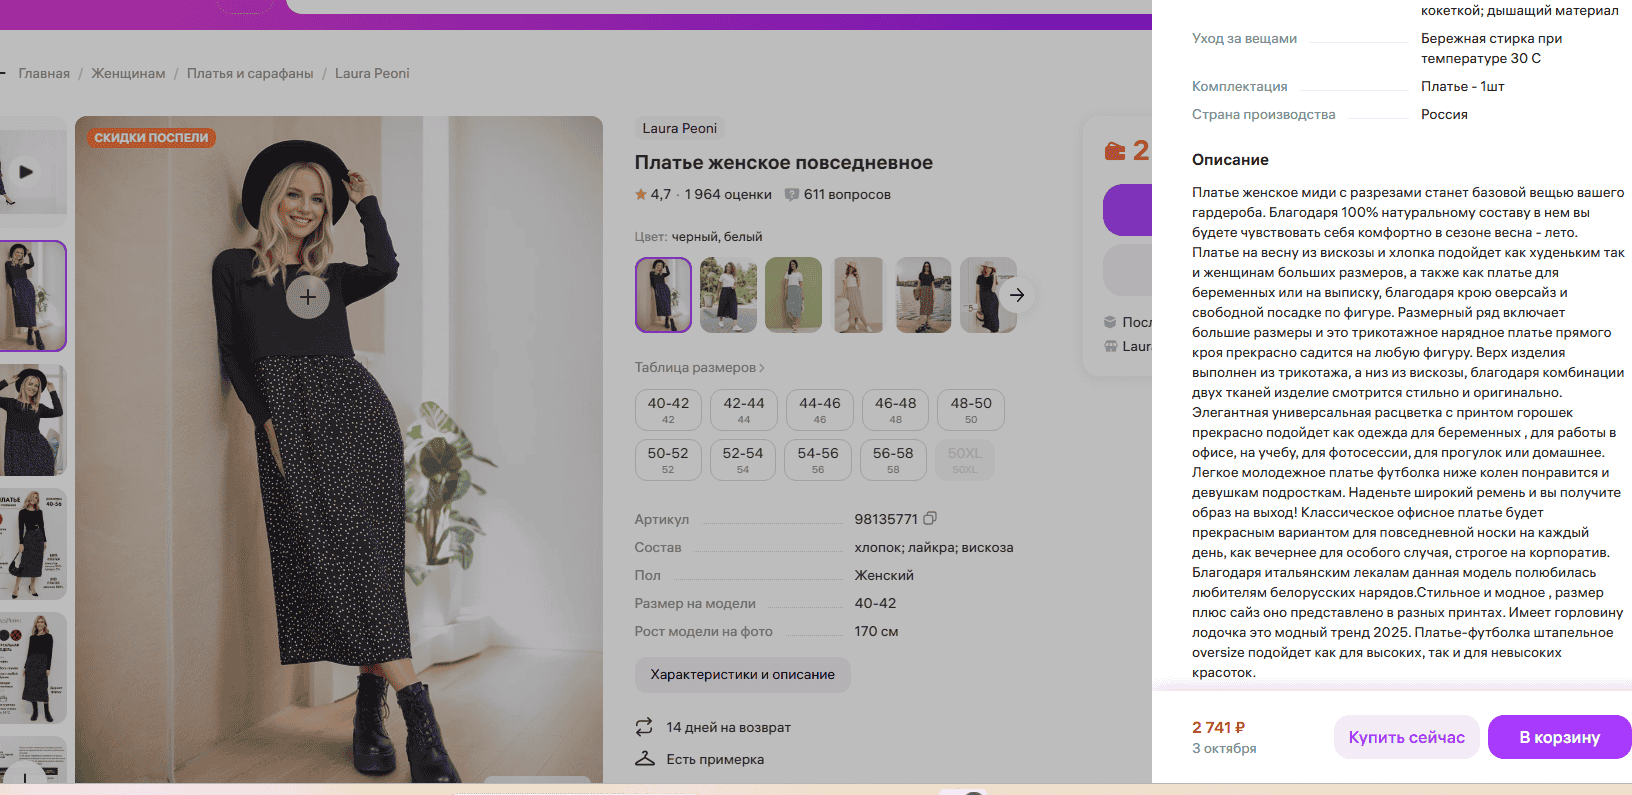 Главная / Женщинам / Платья и сарафаны / Laura Peoni
СКИДКИ ПОСПЕЛИ
Laura Peoni
Платье женское повседневное
4,7 · 1 964 оценки 611 вопросов
Цвет: черный, белый
Таблица размеров
40-42 42-44 44-46 46-48 48-50
42 44 46 48 50
50-52 52-54 54-56 56-58 50XL
52 54 56 58 50XL
Артикул 98135771
Состав хлопок; лайкра; вискоза
Пол Женский
Размер на модели 40-42
Рост модели на фото 170 см
Характеристики и описание
14 дней на возврат
Есть примерка
2
Посл
Laura
кокеткой; дышащий материал
Уход за вещами Бережная стирка при
температуре 30 С
Комплектация Платье - 1шт
Страна производства Россия
Описание
Платье женское миди с разрезами станет базовой вещью вашего
гардероба. Благодаря 100% натуральному составу в нем вы
будете чувствовать себя комфортно в сезоне весна - лето.
Платье на весну из вискозы и хлопка подойдет как худеньким так
и женщинам больших размеров, а также как платье для
беременных или на выписку, благодаря крою оверсайз и
свободной посадке по фигуре. Размерный ряд включает
большие размеры и это трикотажное нарядное платье прямого
кроя прекрасно садится на любую фигуру. Верх изделия
выполнен из трикотажа, а низ из вискозы, благодаря комбинации
двух тканей изделие смотрится стильно и оригинально.
Элегантная универсальная расцветка с принтом горошек
прекрасно подойдет как одежда для беременных , для работы в
офисе, на учебу, для фотосессии, для прогулок или домашнее.
Легкое молодежное платье футболка ниже колен понравится и
девушкам подросткам. Наденьте широкий ремень и вы получите
образ на выход! Классическое офисное платье будет
прекрасным вариантом для повседневной носки на каждый
день, как вечернее для особого случая, строгое на корпоратив.
Благодаря итальянским лекалам данная модель полюбилась
любителям белорусских нарядов.Стильное и модное , размер
плюс сайз оно представлено в разных принтах. Имеет горловину
лодочка это модный тренд 2025. Платье-футболка штапельное
oversize подойдет как для высоких, так и для невысоких
красоток.
2 741 ₽
3 октября
Купить сейчас
В корзину